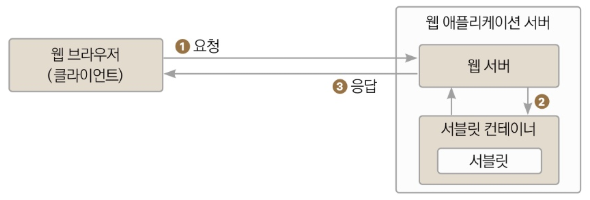 웹 애플리케이션 서버
웹 브라우저
(클라이언트)
1 요청
웹 서버
3 응답
2
서블릿 컨테이너
서블릿